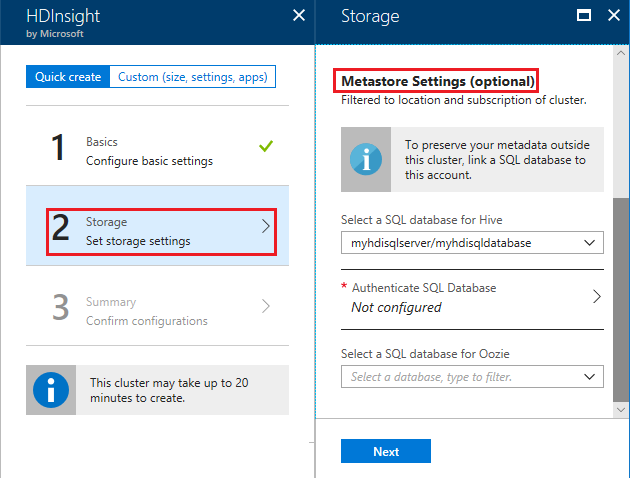 HDInsight
by Microsoft
Quick create
Custom (size, settings, apps)
1
Basics
Configure basic settings
2
Storage
Set storage settings
3
Summary
Confirm configurations
This cluster may take up to 20
minutes to create.
Storage
Metastore Settings (optional)
Filtered to location and subscription of cluster.
To preserve your metadata outside
this cluster, link a SQL database to
this account.
Select a SQL database for Hive
myhdisqlserver/myhdisqldatabase
* Authenticate SQL Database
Not configured
Select a SQL database for Oozie
Select a database, type to filter.
Next